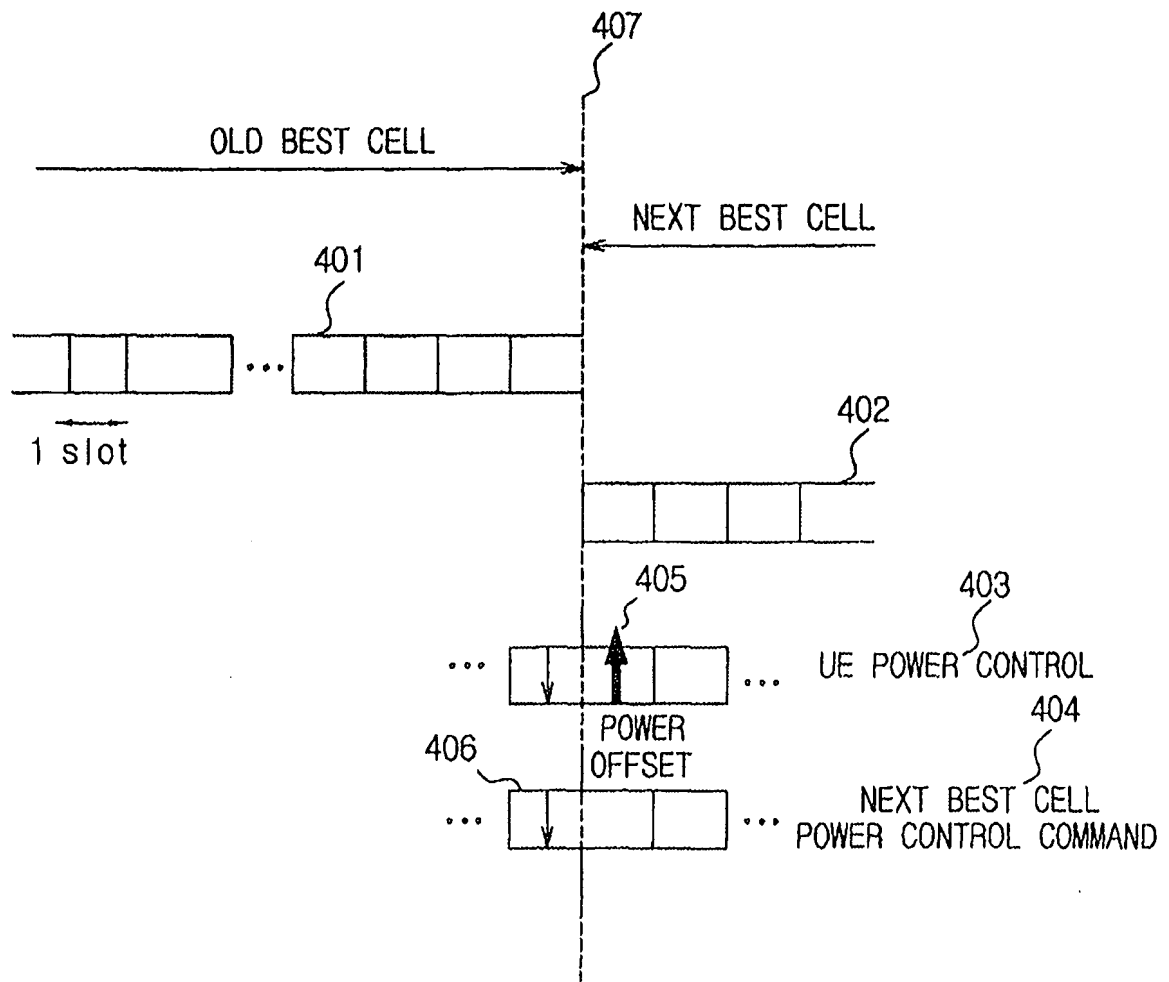 407
OLD BEST CELL
NEXT BEST CELL
401
...
1 slot
402
405
403
... ... UE POWER CONTROL
POWER
OFFSET
404
406
... ... NEXT BEST CELL
POWER CONTROL COMMAND